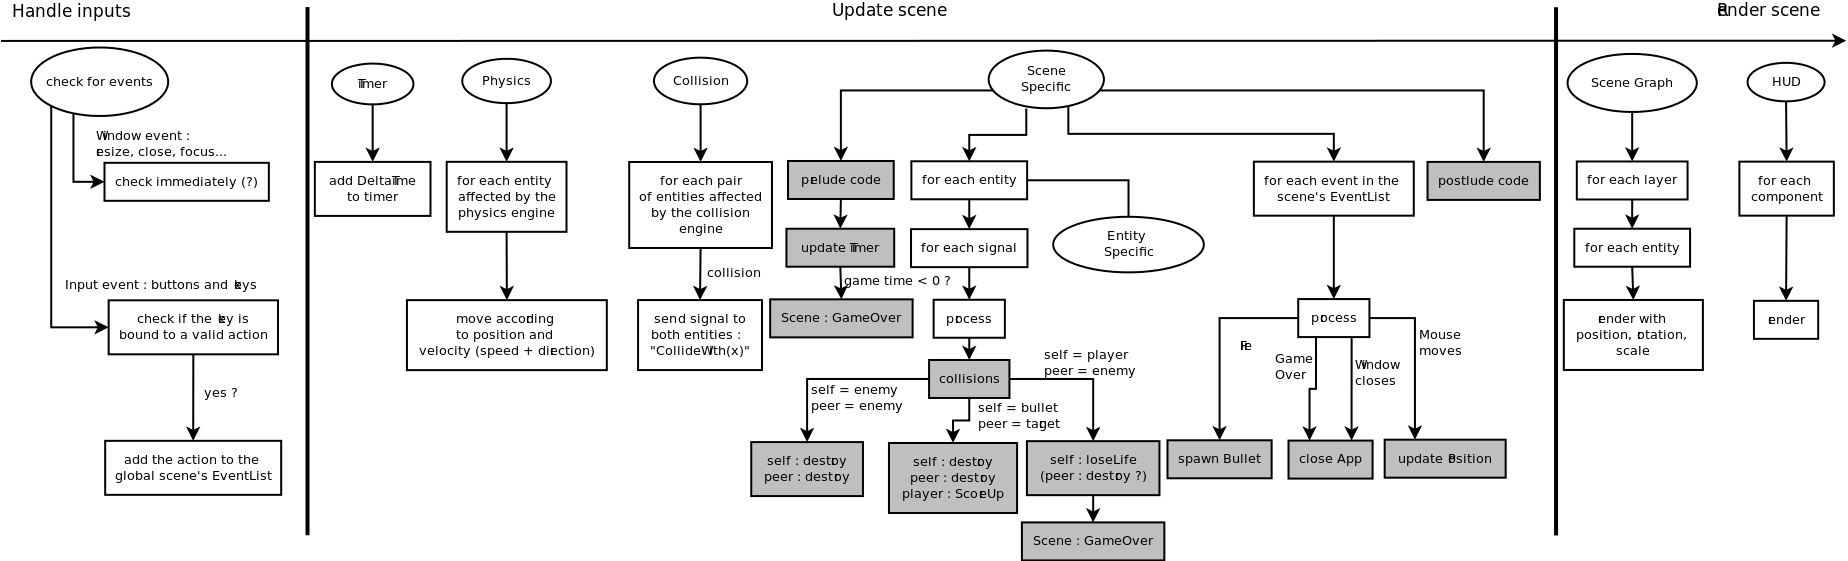 Handle inputs
Update scene
Render scene
check for events
Window event :
resize, close, focus...
check immediately (?)
Input event : buttons and keys
check if the key is
bound to a valid action
yes ?
add the action to the
global scene's EventList
Timer
add DeltaTime
to timer
Physics
for each entity
affected by the
physics engine
move according
to position and
velocity (speed + direction)
Collision
for each pair
of entities affected
by the collision
engine
collision
send signal to
both entities :
"CollideWith(x)"
Scene
Specific
prelude code
update Timer
game time < 0 ?
Scene : GameOver
for each entity
for each signal
process
collisions
Entity
Specific
self = enemy
peer = enemy
self = bullet
peer = target
self = player
peer = enemy
self : destroy
peer : destroy
self : destroy
peer : destroy
player : ScoreUp
self : loseLife
(peer : destroy ?)
Scene : GameOver
for each event in the
scene's EventList
process
Fire
Game
Over
Window
closes
Mouse
moves
spawn Bullet
close App
update Position
postlude code
Scene Graph
for each layer
for each entity
render with
position, rotation,
scale
HUD
for each
component
render